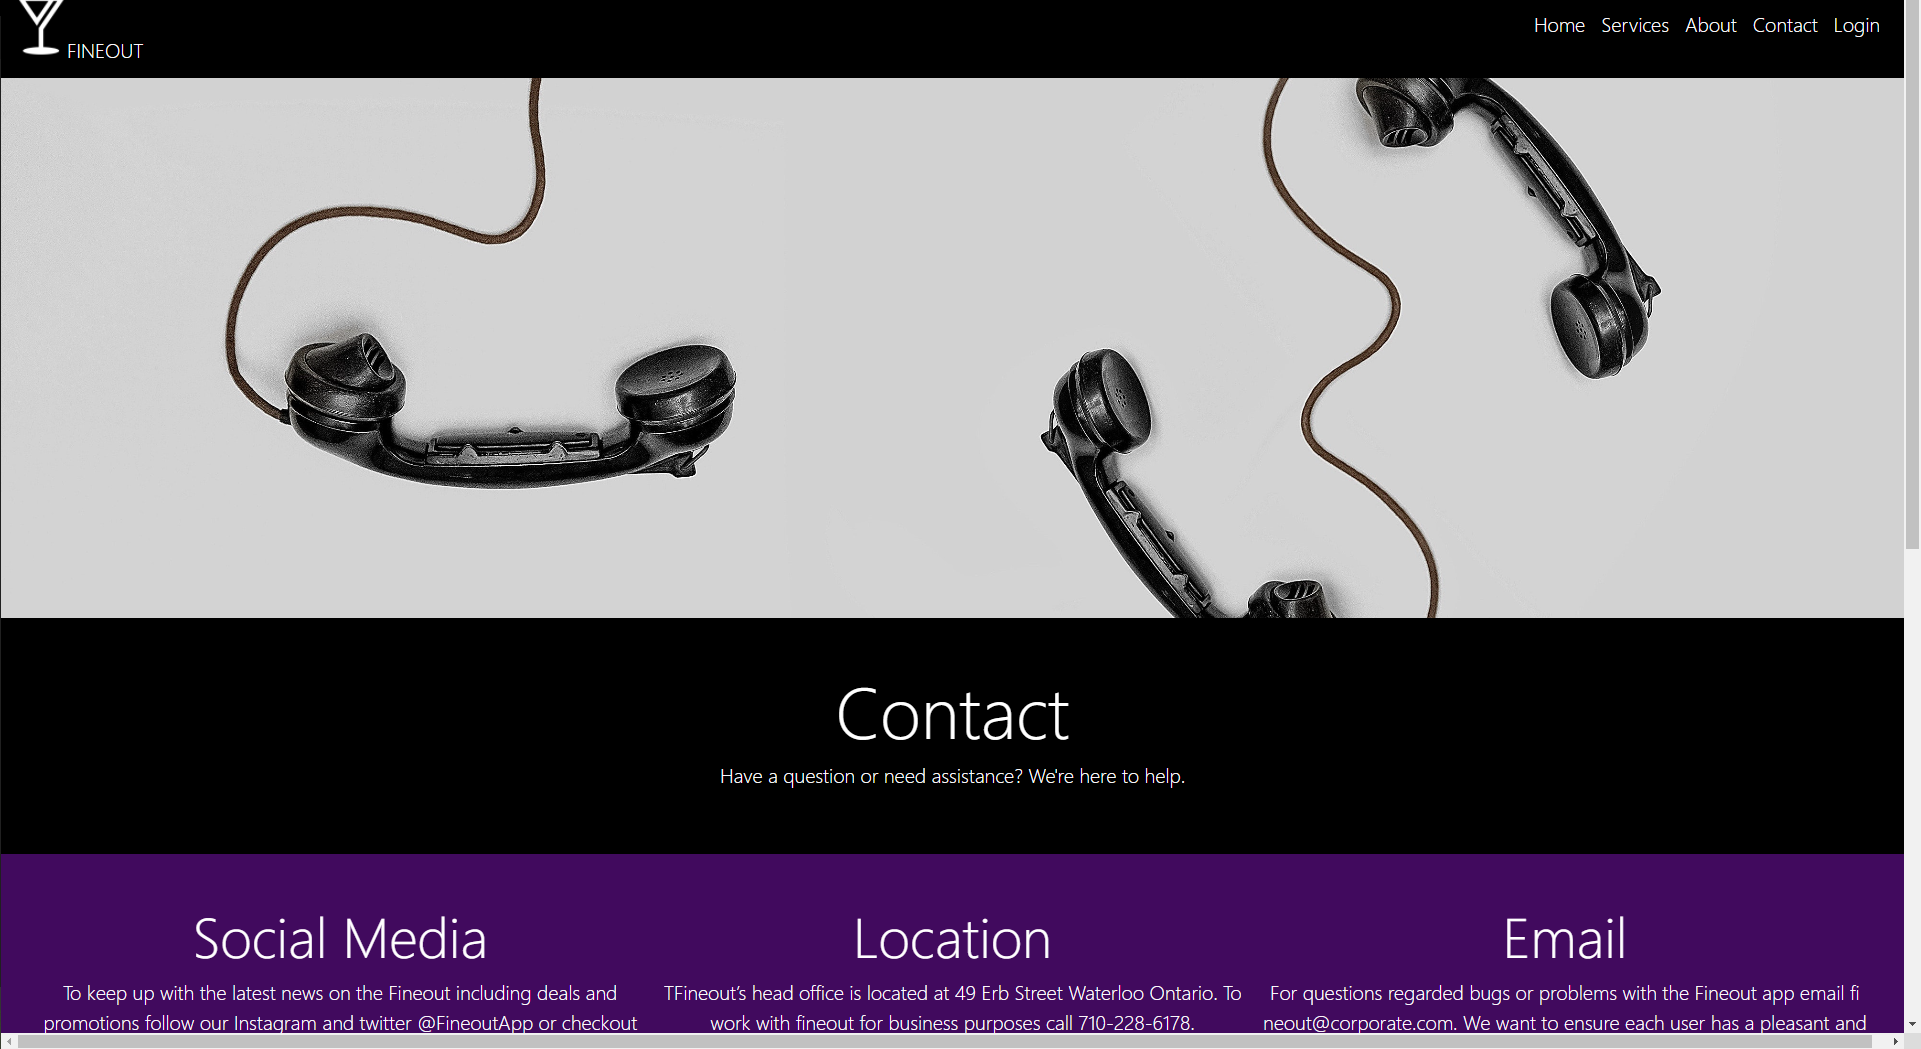 FINEOUT
Home Services About Contact Login
Contact
Have a question or need assistance? We're here to help.
Social Media
To keep up with the latest news on the Fineout including deals and
promotions follow our Instagram and twitter @FineoutApp or checkout
Location
TFineout’s head office is located at 49 Erb Street Waterloo Ontario. To
work with fineout for business purposes call 710-228-6178.
Email
For questions regarded bugs or problems with the Fineout app email fi
neout@corporate.com. We want to ensure each user has a pleasant and